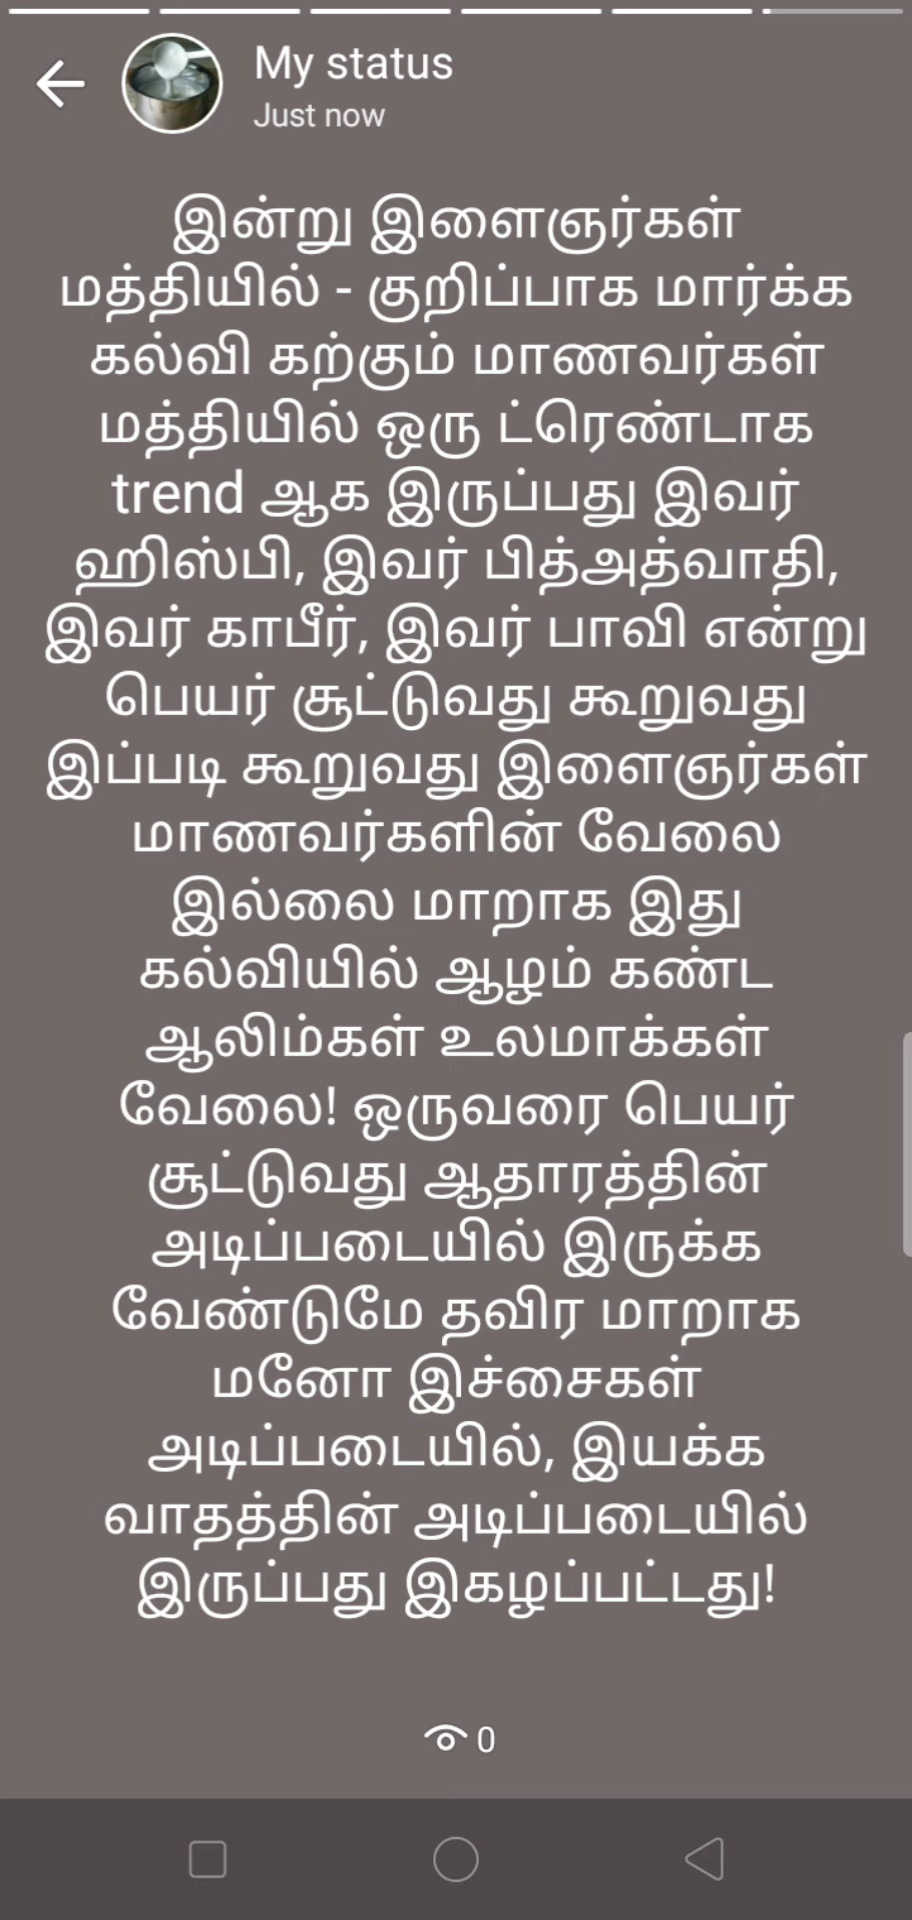 My status
Just now
இன்று இளைஞர்கள்
மத்தியில் - குறிப்பாக மார்க்க
கல்வி கற்கும் மாணவர்கள்
மத்தியில் ஒரு ட்ரெண்டாக
trend ஆக இருப்பது இவர்
ஹிஸ்பி, இவர் பித்அத்வாதி,
இவர் காபீர், இவர் பாவி என்று
பெயர் சூட்டுவது கூறுவது
இப்படி கூறுவது இளைஞர்கள்
மாணவர்களின் வேலை
இல்லை மாறாக இது
கல்வியில் ஆழம் கண்ட
ஆலிம்கள் உலமாக்கள்
வேலை! ஒருவரை பெயர்
சூட்டுவது ஆதாரத்தின்
அடிப்படையில் இருக்க
வேண்டுமே தவிர மாறாக
மனோ இச்சைகள்
அடிப்படையில், இயக்க
வாதத்தின் அடிப்படையில்
இருப்பது இகழப்பட்டது!
0